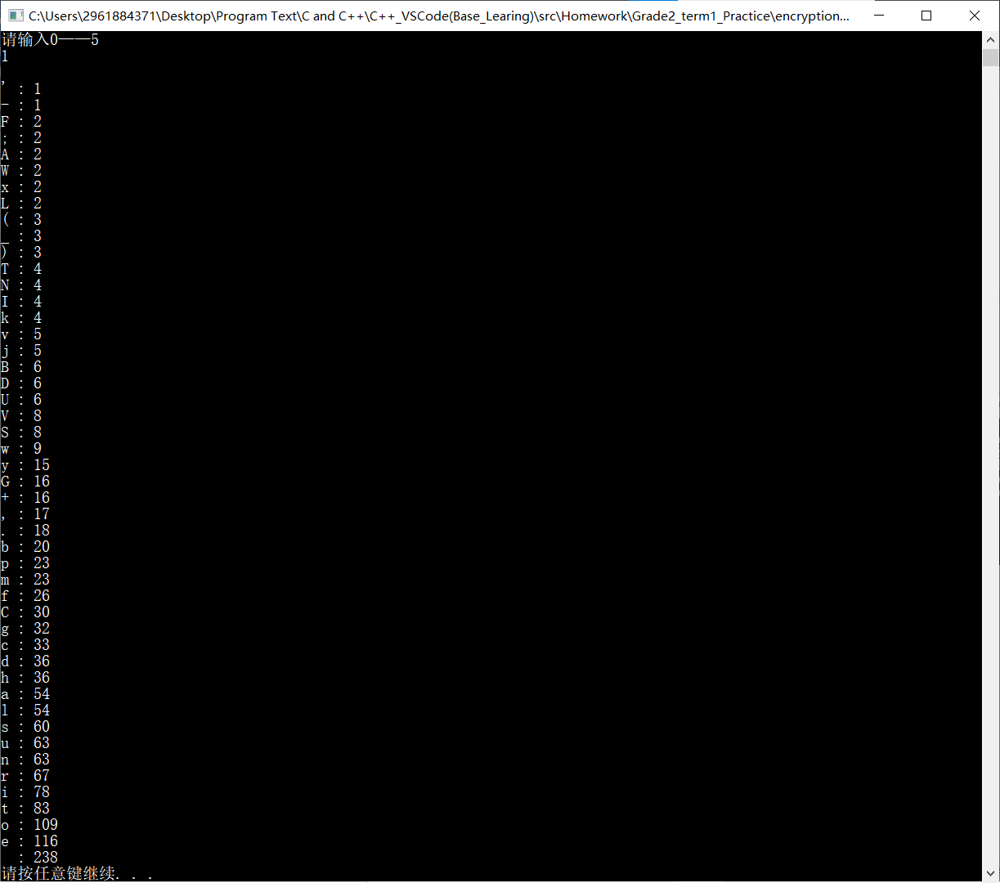 C:\Users\2961884371\Desktop\Program Text\C and C++\C++_VSCode(Base_Learing)\src\Homework\Grade2_term1_Practice\encryption...
请输入0——5
1
' : 1
- : 1
F : 2
; : 2
A : 2
W : 2
x : 2
L : 2
( : 3
_ : 3
) : 3
T : 4
N : 4
I : 4
k : 4
v : 5
j : 5
B : 6
D : 6
U : 6
V : 8
S : 8
w : 9
y : 15
G : 16
+ : 16
, : 17
. : 18
b : 20
p : 23
m : 23
f : 26
C : 30
g : 32
c : 33
d : 36
h : 36
a : 54
l : 54
s : 60
u : 63
n : 63
r : 67
i : 78
t : 83
o : 109
e : 116
  : 238
请按任意键继续. . .